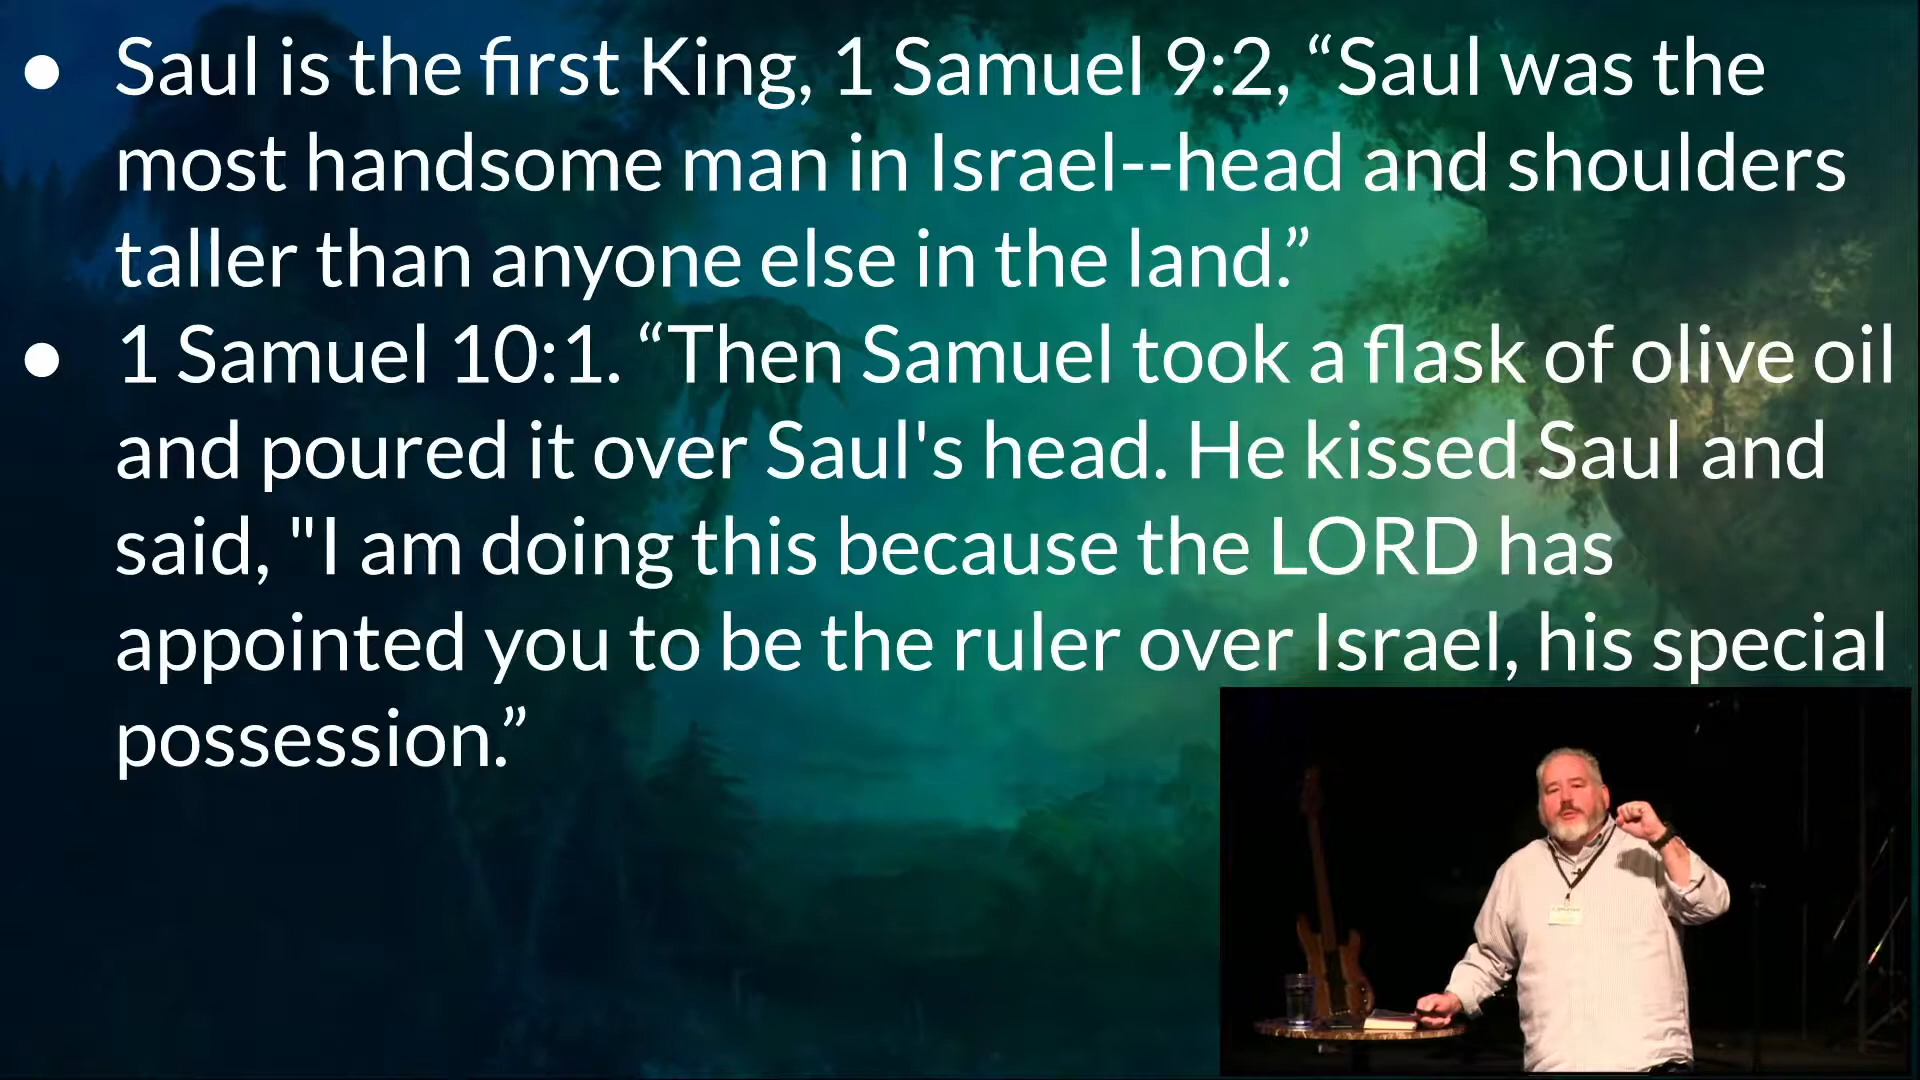 ● Saul is the first King, 1 Samuel 9:2, “Saul was the
most handsome man in Israel--head and shoulders
taller than anyone else in the land.”
● 1 Samuel 10:1. “Then Samuel took a flask of olive oil
and poured it over Saul's head. He kissed Saul and
said, "I am doing this because the LORD has
appointed you to be the ruler over Israel, his special
possession.”